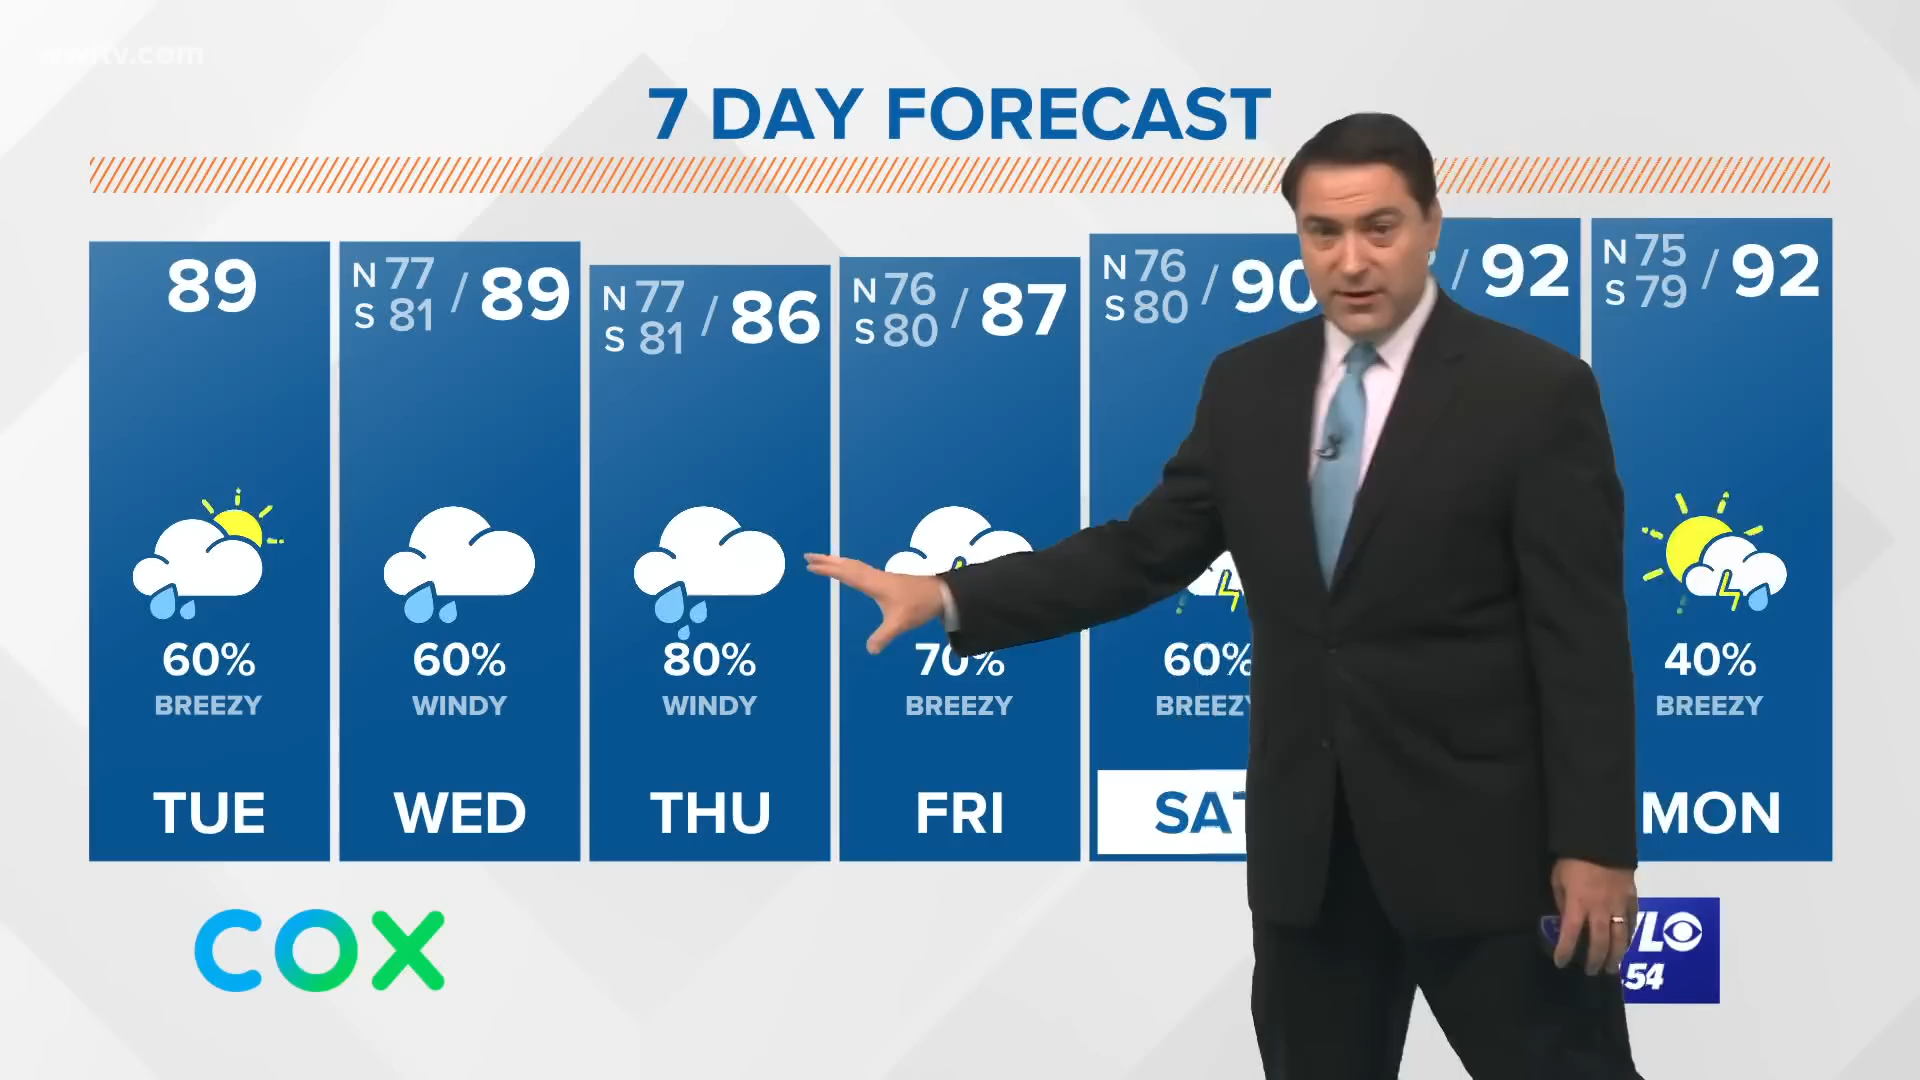 wwltv.com
7 DAY FORECAST
89
60%
BREEZY
TUE
N 77
S 81
/ 89
60%
WINDY
WED
N 77
S 81
/ 86
80%
WINDY
THU
N 76
S 80
/ 87
70%
BREEZY
FRI
N 76
S 80
/ 90
60%
BREEZY
SAT
/ 92
N 75
S 79
/ 92
40%
BREEZY
MON
COX
54